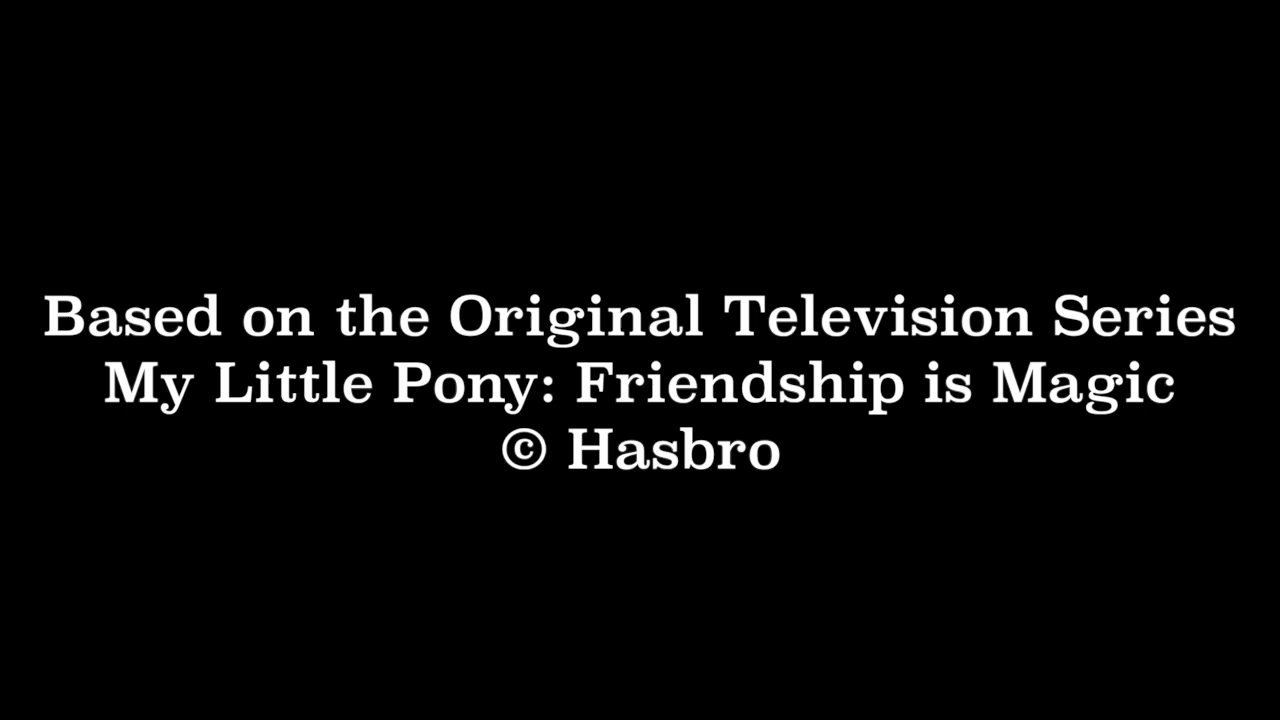 Based on the Original Television Series
My Little Pony: Friendship is Magic
© Hasbro